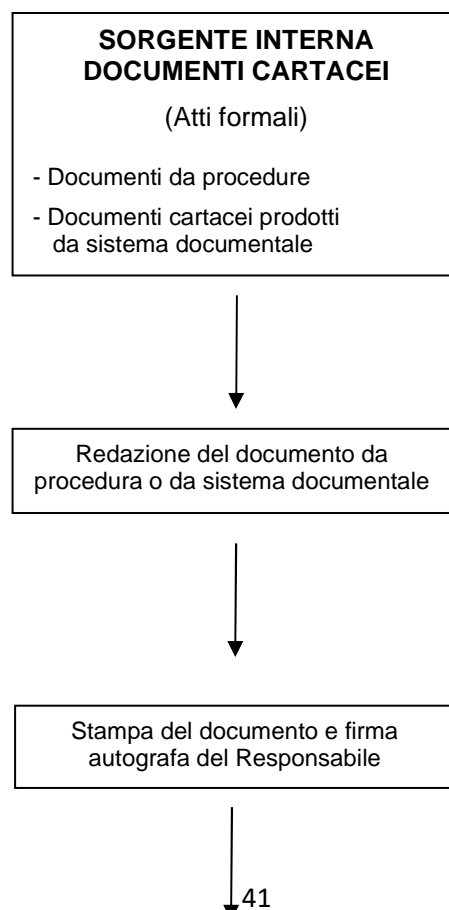 SORGENTE INTERNA
DOCUMENTI CARTACEI
(Atti formali)
- Documenti da procedure
- Documenti cartacei prodotti
da sistema documentale
Redazione del documento da
procedura o da sistema documentale
Stampa del documento e firma
autografa del Responsabile
41